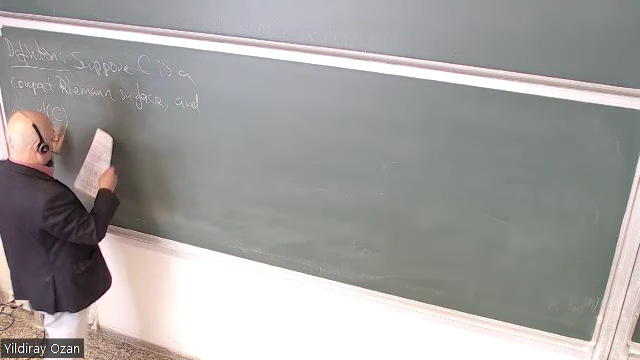 Definition: Suppose C is a
compact Riemann surface, and
(C)
Yildiray Ozan